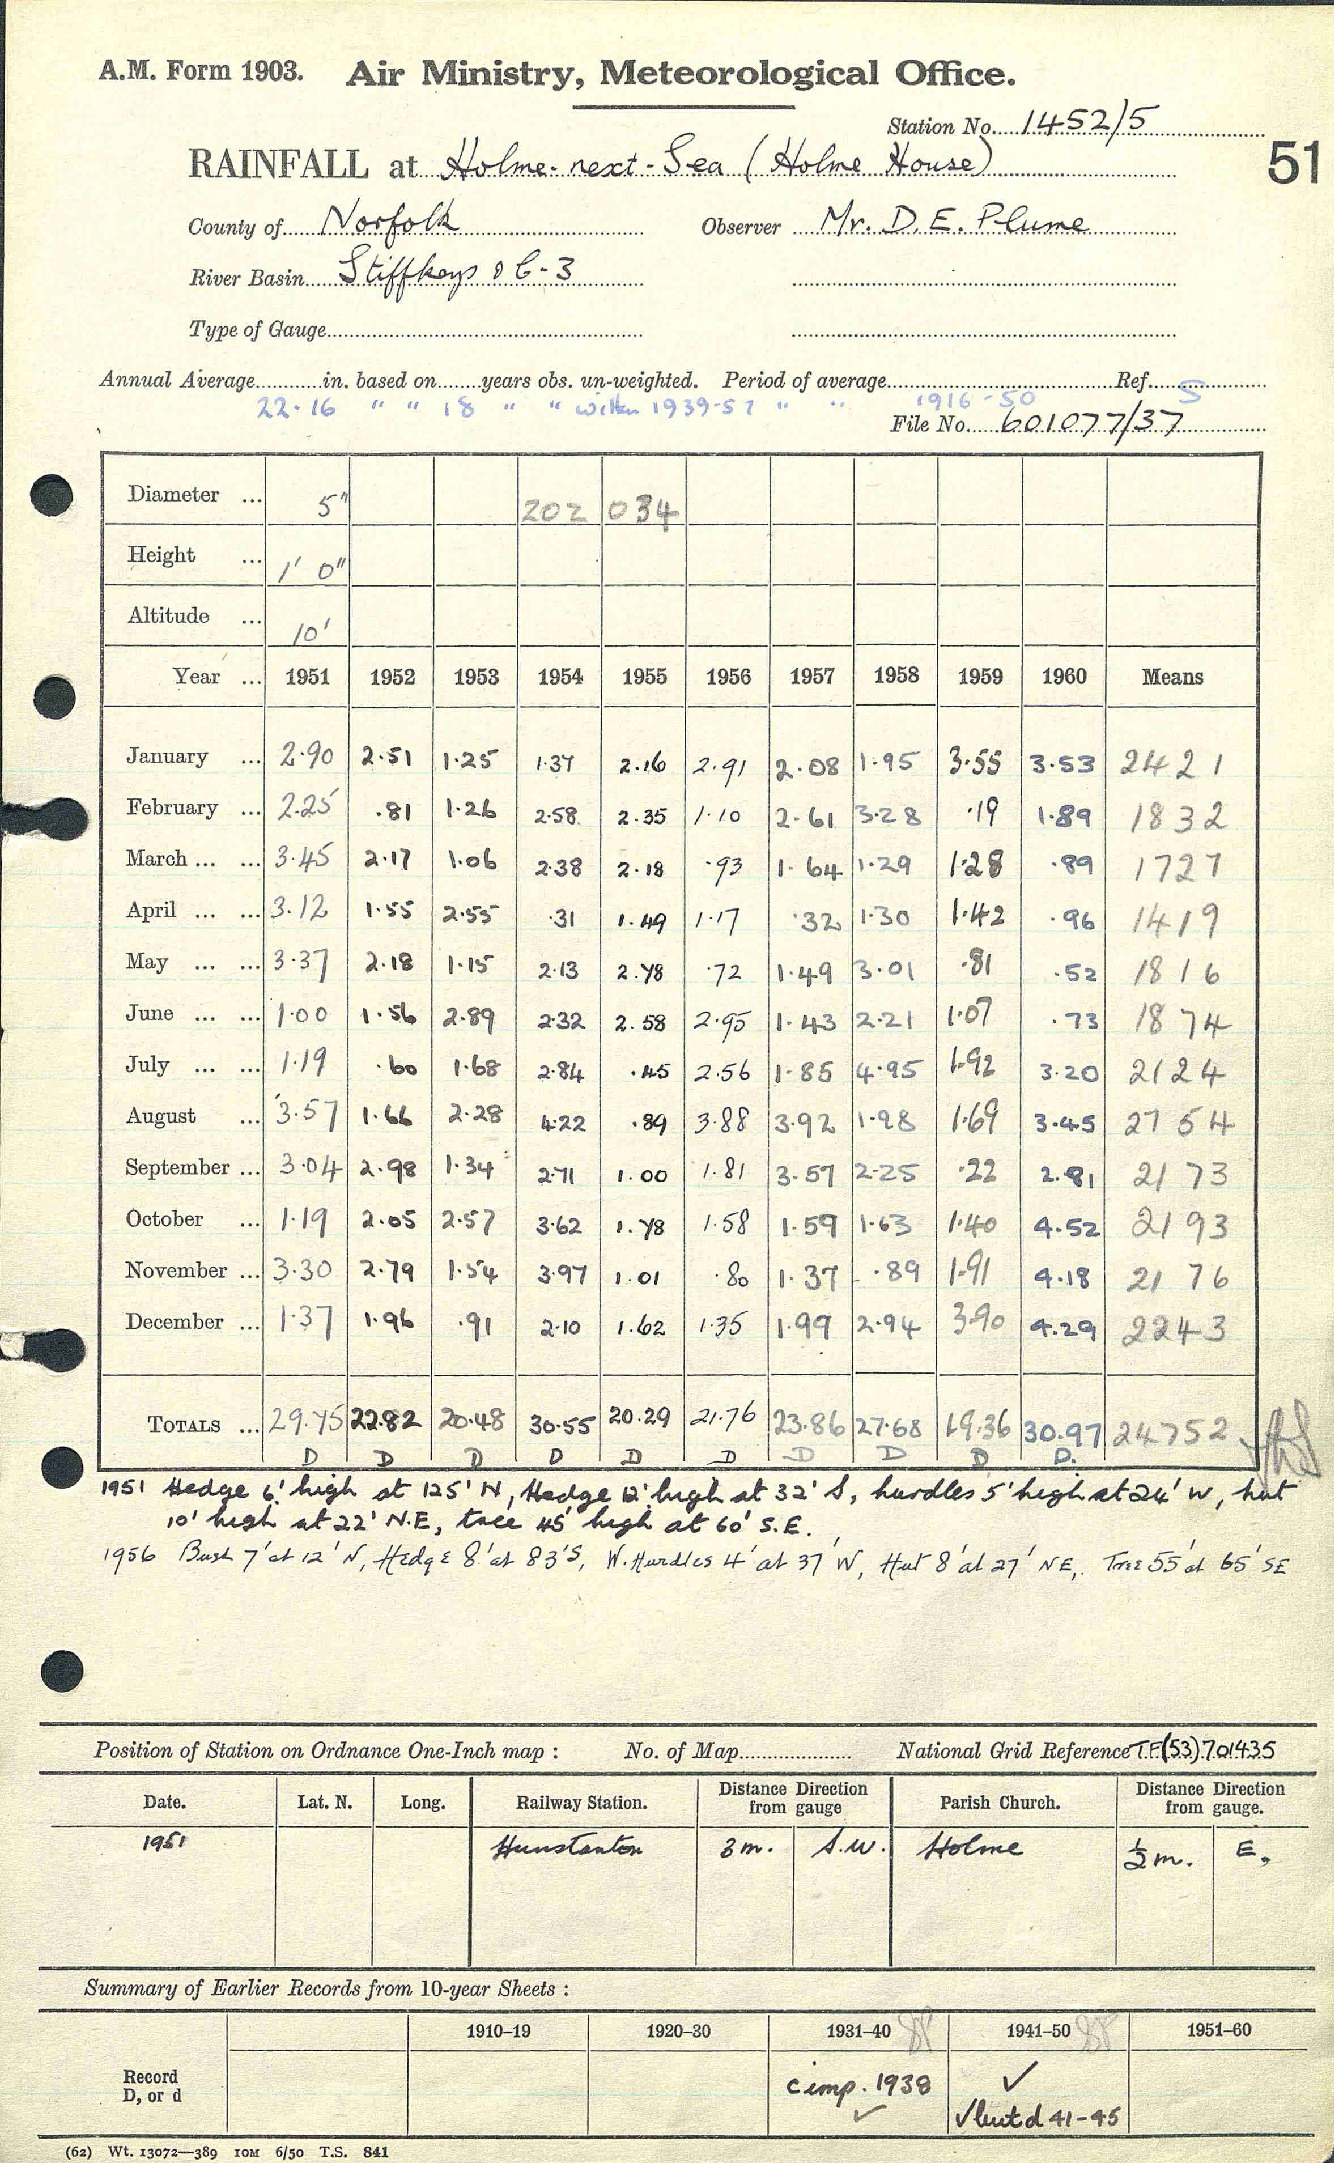 A.M. Form 1903. Air Ministry, Meteorological Office.
Station No. 1452/5
51
RAINFALL at Holme-next-Sea (Holme House)
County of Norfolk Observer Mr. D. E. Plume
River Basin Stiffkey
Type of Gauge
Annual Average in. based on years obs. un-weighted. Period of average Ref. 5
22.16 " " 18 " " within 1939-57 " " 1916-50
File No. 601077/37
Diameter ... 5" 202 034
Height ... 1' 0"
Altitude ... 10'
Year ... 1951 1952 1953 1954 1955 1956 1957 1958 1959 1960 Means
January ... 2.90 2.51 1.25 1.37 2.16 2.91 2.08 1.95 3.55 3.53 2421
February ... 2.25 .81 1.26 2.58 2.35 1.10 2.61 3.28 .19 1.89 1832
March ... ... 3.45 2.17 1.06 2.38 2.18 .93 1.64 1.29 1.28 .89 1727
April ... ... 3.12 1.55 2.55 .31 1.49 1.17 .32 1.30 1.42 .96 1419
May ... ... 3.37 2.18 1.15 2.13 2.78 .72 1.49 3.01 .81 .52 1816
June ... ... 1.00 1.56 2.89 2.32 2.58 2.95 1.43 2.21 1.07 .73 1874
July ... ... 1.19 .60 1.68 2.84 .45 2.56 1.85 4.95 1.92 3.20 2124
August ... 3.57 1.66 2.28 4.22 .89 3.88 3.92 1.98 1.69 3.45 2754
September ... 3.04 2.98 1.34 2.71 1.00 1.81 3.57 2.25 .22 2.81 2173
October ... 1.19 2.05 2.57 3.62 1.78 1.58 1.59 1.63 1.40 4.52 2193
November ... 3.30 2.79 1.54 3.97 1.01 .80 1.37 .89 1.91 4.18 2176
December ... 1.37 1.96 .91 2.10 1.62 1.35 1.99 2.94 3.90 4.29 2243
TOTALS ... 29.75 22.82 20.48 30.55 20.29 21.76 23.86 27.68 19.36 30.97 24752
D D D D D D D D D D.
1951 Hedge 6' high at 125' N, Hedge 12' high at 32' S, hurdles 5' high at 24' W, hut
10' high at 22' N.E, tree 45' high at 60' S.E.
1956 Bush 7' at 12' N, Hedge 8' at 83' S, W. Hurdles 4' at 37' W, Hut 8' at 27' NE, Tree 55' at 65' SE
Position of Station on Ordnance One-Inch map : No. of Map National Grid Reference T.F.(53)701435
Date. Lat. N. Long. Railway Station. Distance Direction from gauge Parish Church. Distance Direction from gauge.
1951 Hunstanton 3 m. S.W. Holme ½ m. E.
Summary of Earlier Records from 10-year Sheets :
1910–19 1920–30 1931–40 1941–50 1951–60
Record D, or d
c imp. 1938 ✓
✓ ✓ but d 41-45
(62) Wt. 13072—389 10M 6/50 T.S. 841